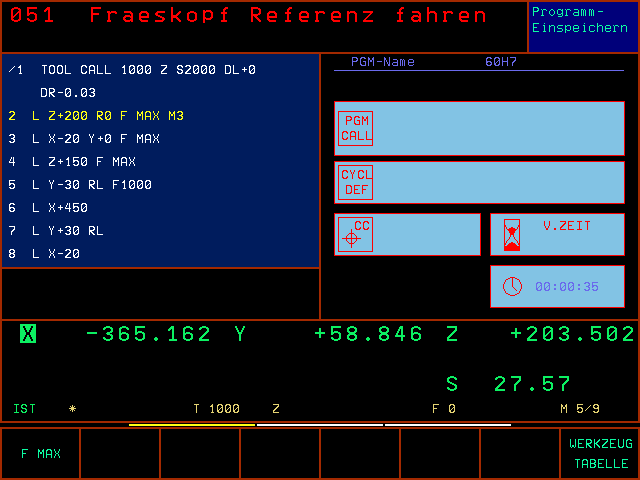 051 Fraeskopf Referenz fahren
Programm-
Einspeichern
/1 TOOL CALL 1000 Z S2000 DL+0
DR-0.03
2 L Z+200 R0 F MAX M3
3 L X-20 Y+0 F MAX
4 L Z+150 F MAX
5 L Y-30 RL F1000
6 L X+450
7 L Y+30 RL
8 L X-20
PGM-Name 60H7
PGM
CALL
CYCL
DEF
CC
V.ZEIT
00:00:35
X -365.162 Y +58.846 Z +203.502
S 27.57
IST * T 1000 Z F 0 M 5/9
F MAX
WERKZEUG
TABELLE